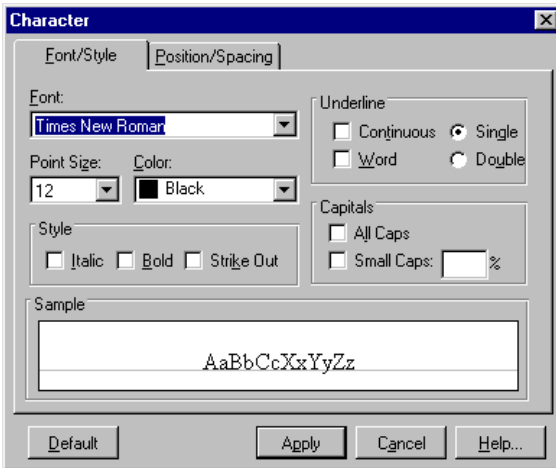 Character
Font/Style Position/Spacing
Font:
Times New Roman
Point Size: Color:
12 Black
Style
Italic Bold Strike Out
Underline
Continuous Single
Word Double
Capitals
All Caps
Small Caps: %
Sample
AaBbCcXxYyZz
Default Apply Cancel Help...